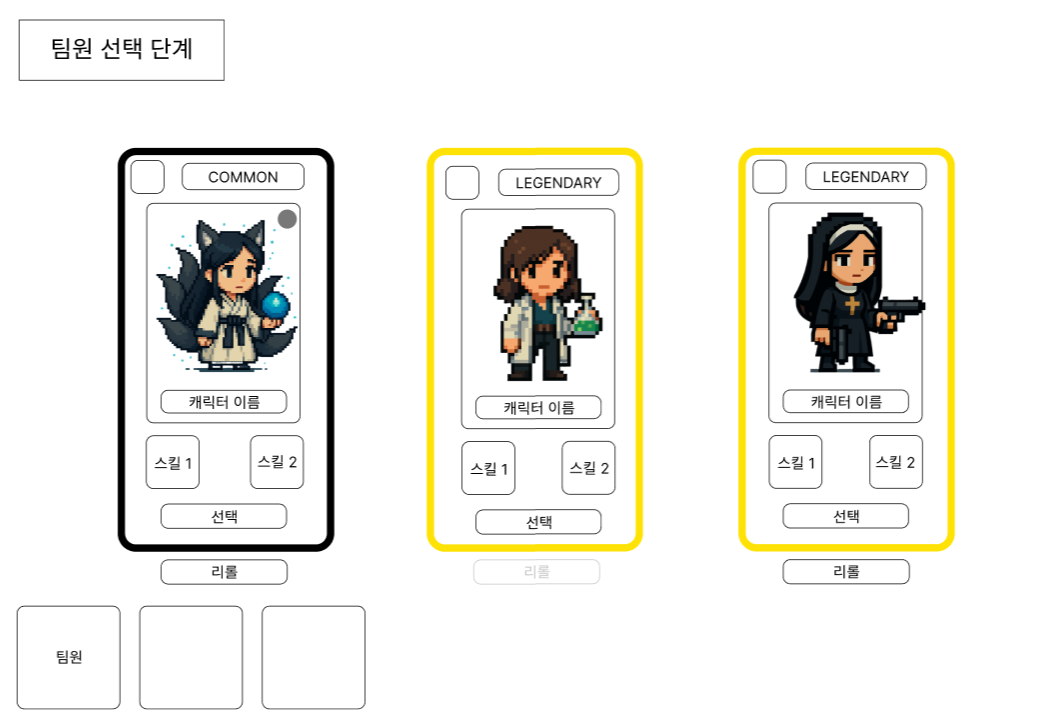 팀원 선택 단계
COMMON
LEGENDARY
LEGENDARY
캐릭터 이름
캐릭터 이름
캐릭터 이름
스킬 1
스킬 2
스킬 1
스킬 2
스킬 1
스킬 2
선택
선택
선택
리롤
리롤
리롤
팀원